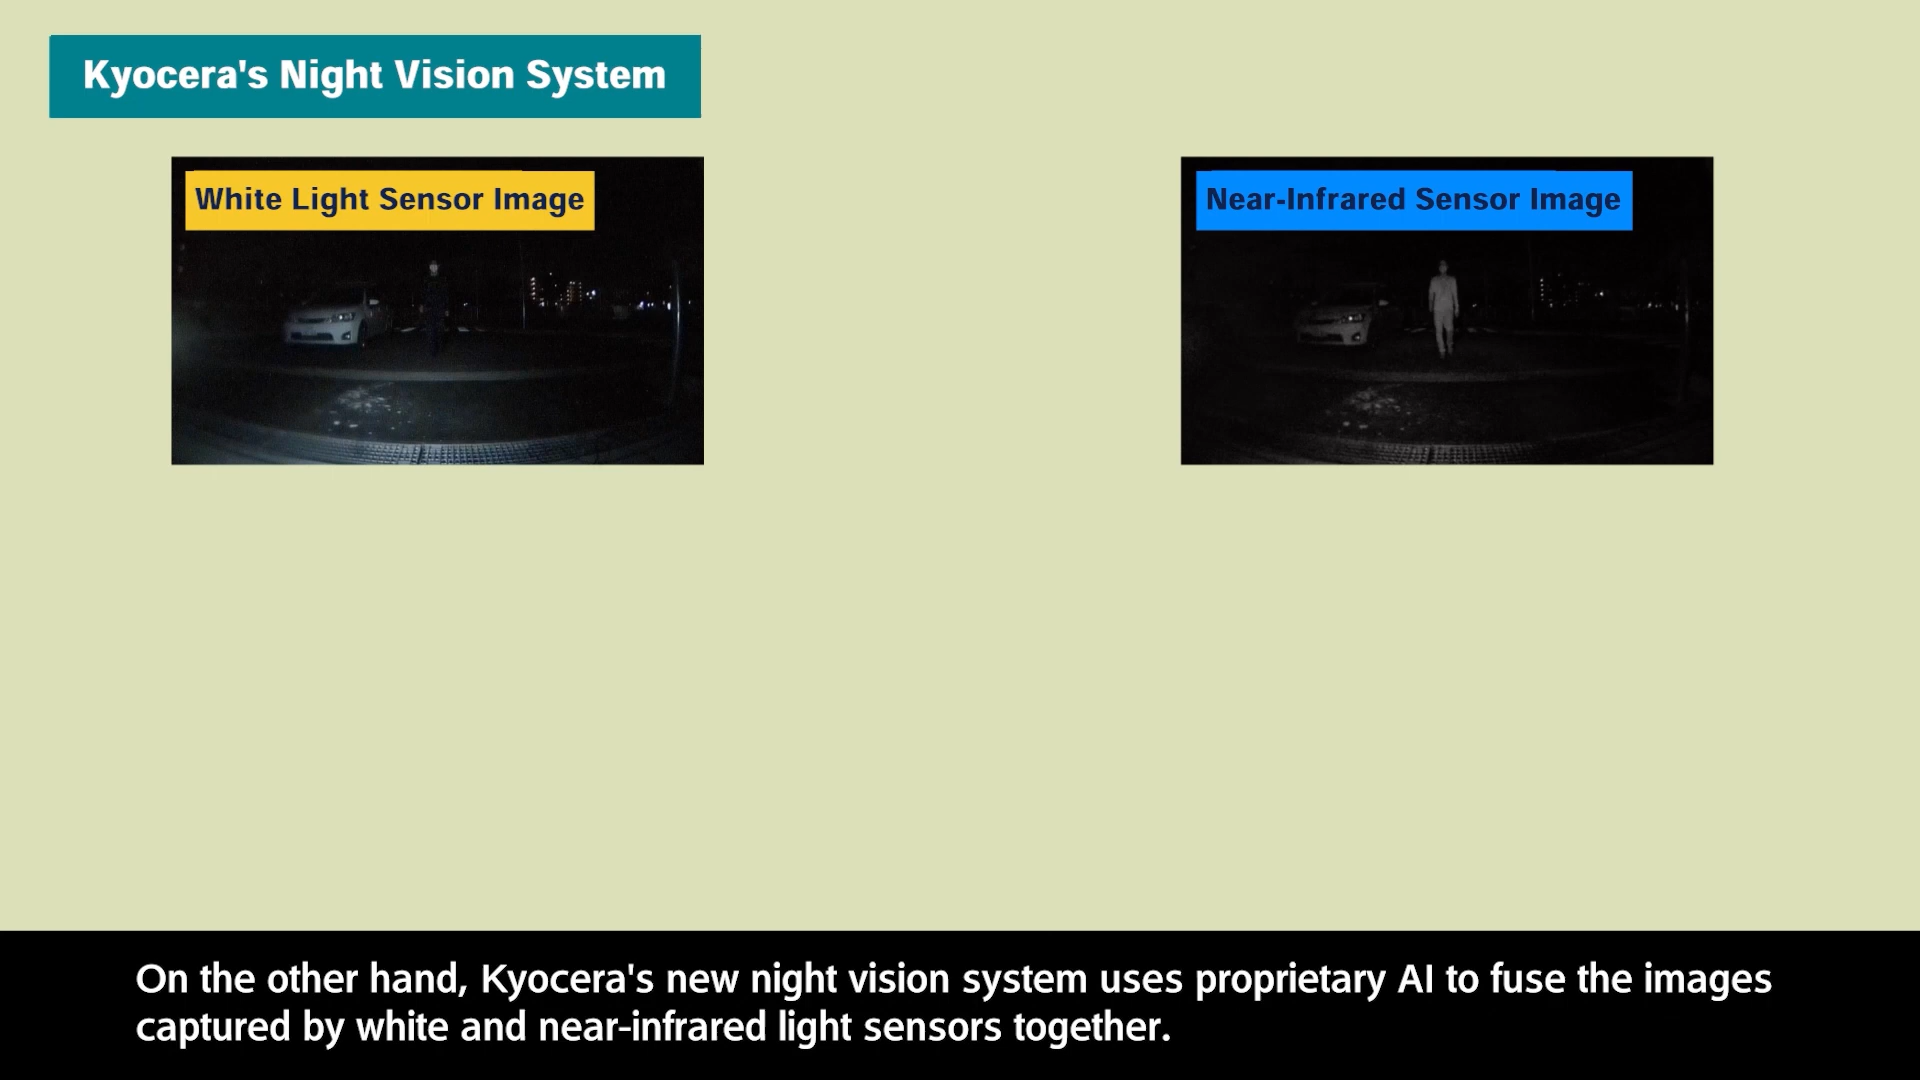 Kyocera's Night Vision System
White Light Sensor Image
Near-Infrared Sensor Image
On the other hand, Kyocera's new night vision system uses proprietary AI to fuse the images
captured by white and near-infrared light sensors together.